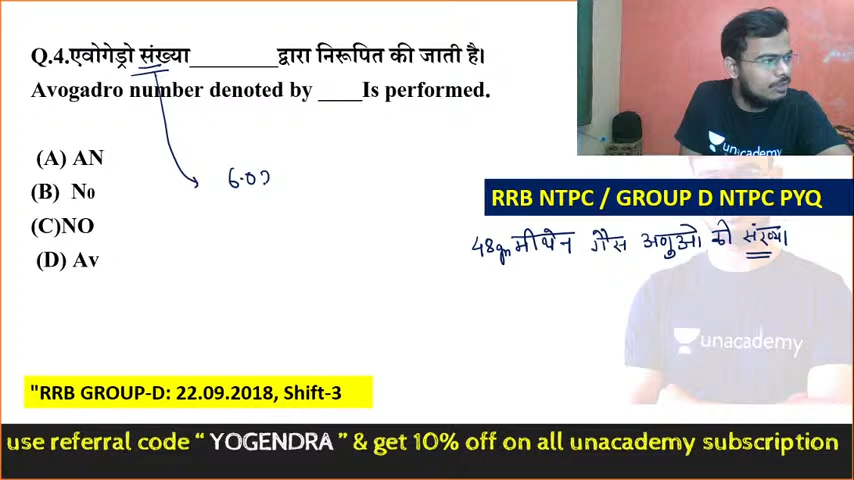 Q.4.एवोगेड्रो संख्या________द्वारा निरूपित की जाती है।
Avogadro number denoted by ____Is performed.
(A) AN
(B) N0
(C)NO
(D) Av
6.02
unacademy
RRB NTPC / GROUP D NTPC PYQ
48gm मीथेन गैस अणुओ की संख्या
unacademy
"RRB GROUP-D: 22.09.2018, Shift-3
use referral code “ YOGENDRA ” & get 10% off on all unacademy subscription